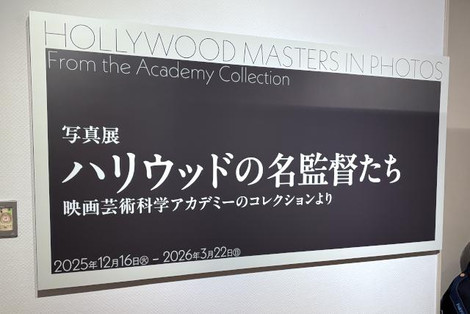 HOLLYWOOD MASTERS IN PHOTOS
From the Academy Collection
写真展
ハリウッドの名監督たち
映画芸術科学アカデミーのコレクションより
2025年12月16日㊋ – 2026年3月22日㊐